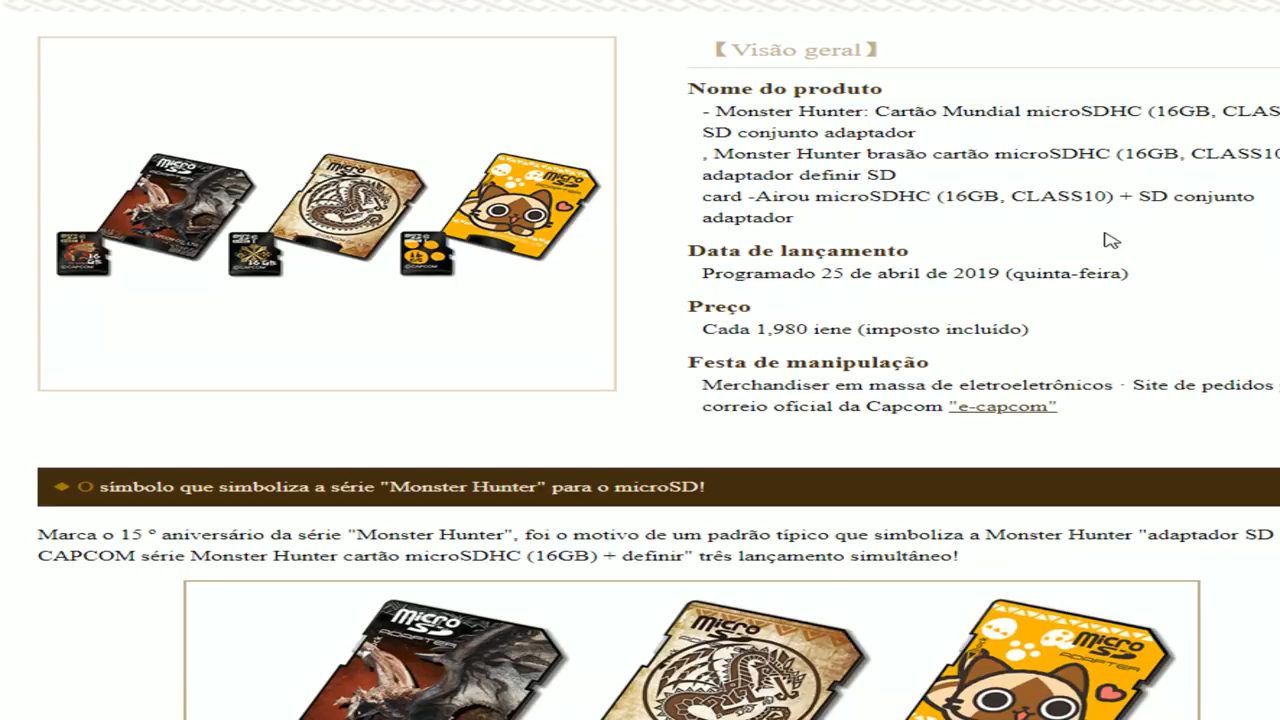 【Visão geral】
Nome do produto
- Monster Hunter: Cartão Mundial microSDHC (16GB, CLAS
SD conjunto adaptador
, Monster Hunter brasão cartão microSDHC (16GB, CLASS10
adaptador definir SD
card -Airou microSDHC (16GB, CLASS10) + SD conjunto
adaptador
Data de lançamento
Programado 25 de abril de 2019 (quinta-feira)
Preço
Cada 1,980 iene (imposto incluído)
Festa de manipulação
Merchandiser em massa de eletroeletrônicos · Site de pedidos
correio oficial da Capcom "e-capcom"
◆ O símbolo que simboliza a série "Monster Hunter" para o microSD!
Marca o 15 º aniversário da série "Monster Hunter", foi o motivo de um padrão típico que simboliza a Monster Hunter "adaptador SD
CAPCOM série Monster Hunter cartão microSDHC (16GB) + definir" três lançamento simultâneo!
Micro SD ADAPTER
Micro SD
Micro SD ADAPTER